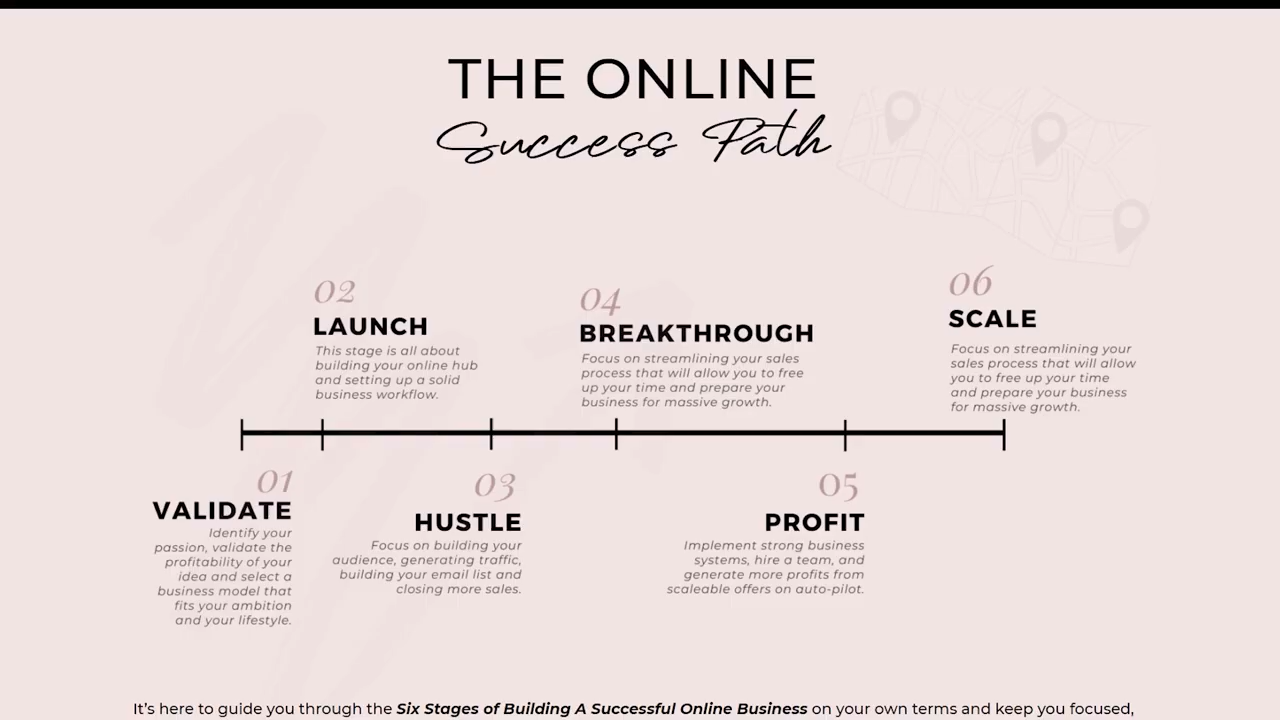 THE ONLINE
Success Path
02
LAUNCH
This stage is all about
building your online hub
and setting up a solid
business workflow.
04
BREAKTHROUGH
Focus on streamlining your sales
process that will allow you to free
up your time and prepare your
business for massive growth.
06
SCALE
Focus on streamlining your
sales process that will allow
you to free up your time
and prepare your business
for massive growth.
01
VALIDATE
Identify your
passion, validate the
profitability of your
idea and select a
business model that
fits your ambition
and your lifestyle.
03
HUSTLE
Focus on building your
audience, generating traffic,
building your email list and
closing more sales.
05
PROFIT
Implement strong business
systems, hire a team, and
generate more profits from
scaleable offers on auto-pilot.
It’s here to guide you through the Six Stages of Building A Successful Online Business on your own terms and keep you focused,